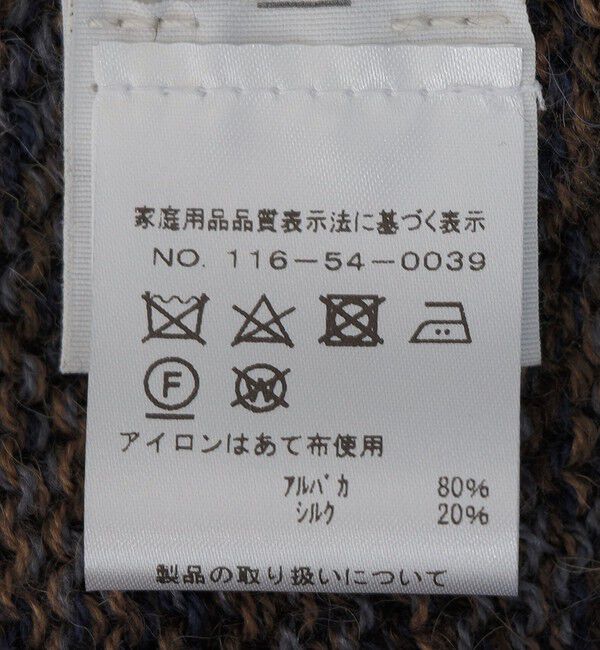 家庭用品品質表示法に基づく表示
NO. 116-54-0039
F
W
アイロンはあて布使用
アルパカ 80%
シルク 20%
製品の取り扱いについて